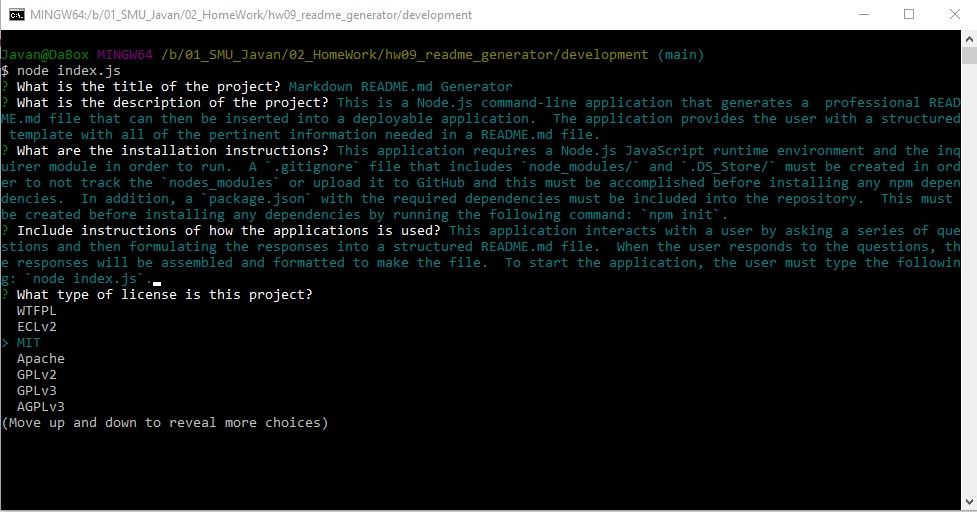 MINGW64:/b/01_SMU_Javan/02_HomeWork/hw09_readme_generator/development
Javan@DaBox MINGW64 /b/01_SMU_Javan/02_HomeWork/hw09_readme_generator/development (main)
$ node index.js
? What is the title of the project? Markdown README.md Generator
? What is the description of the project? This is a Node.js command-line application that generates a  professional READ
ME.md file that can then be inserted into a deployable application.  The application provides the user with a structured
 template with all of the pertinent information needed in a README.md file.
? What are the installation instructions? This application requires a Node.js JavaScript runtime environment and the inq
uirer module in order to run.  A `.gitignore` file that includes `node_modules/` and `.DS_Store/` must be created in ord
er to not track the `nodes_modules` or upload it to GitHub and this must be accomplished before installing any npm depen
dencies.  In addition, a `package.json` with the required dependencies must be included into the repository.  This must
be created before installing any dependencies by running the following command: `npm init`.
? Include instructions of how the applications is used? This application interacts with a user by asking a series of que
stions and then formulating the responses into a structured README.md file.  When the user responds to the questions, th
e responses will be assembled and formatted to make the file.  To start the application, the user must type the followin
g: `node index.js`.
? What type of license is this project?
  WTFPL
  ECLv2
> MIT
  Apache
  GPLv2
  GPLv3
  AGPLv3
(Move up and down to reveal more choices)